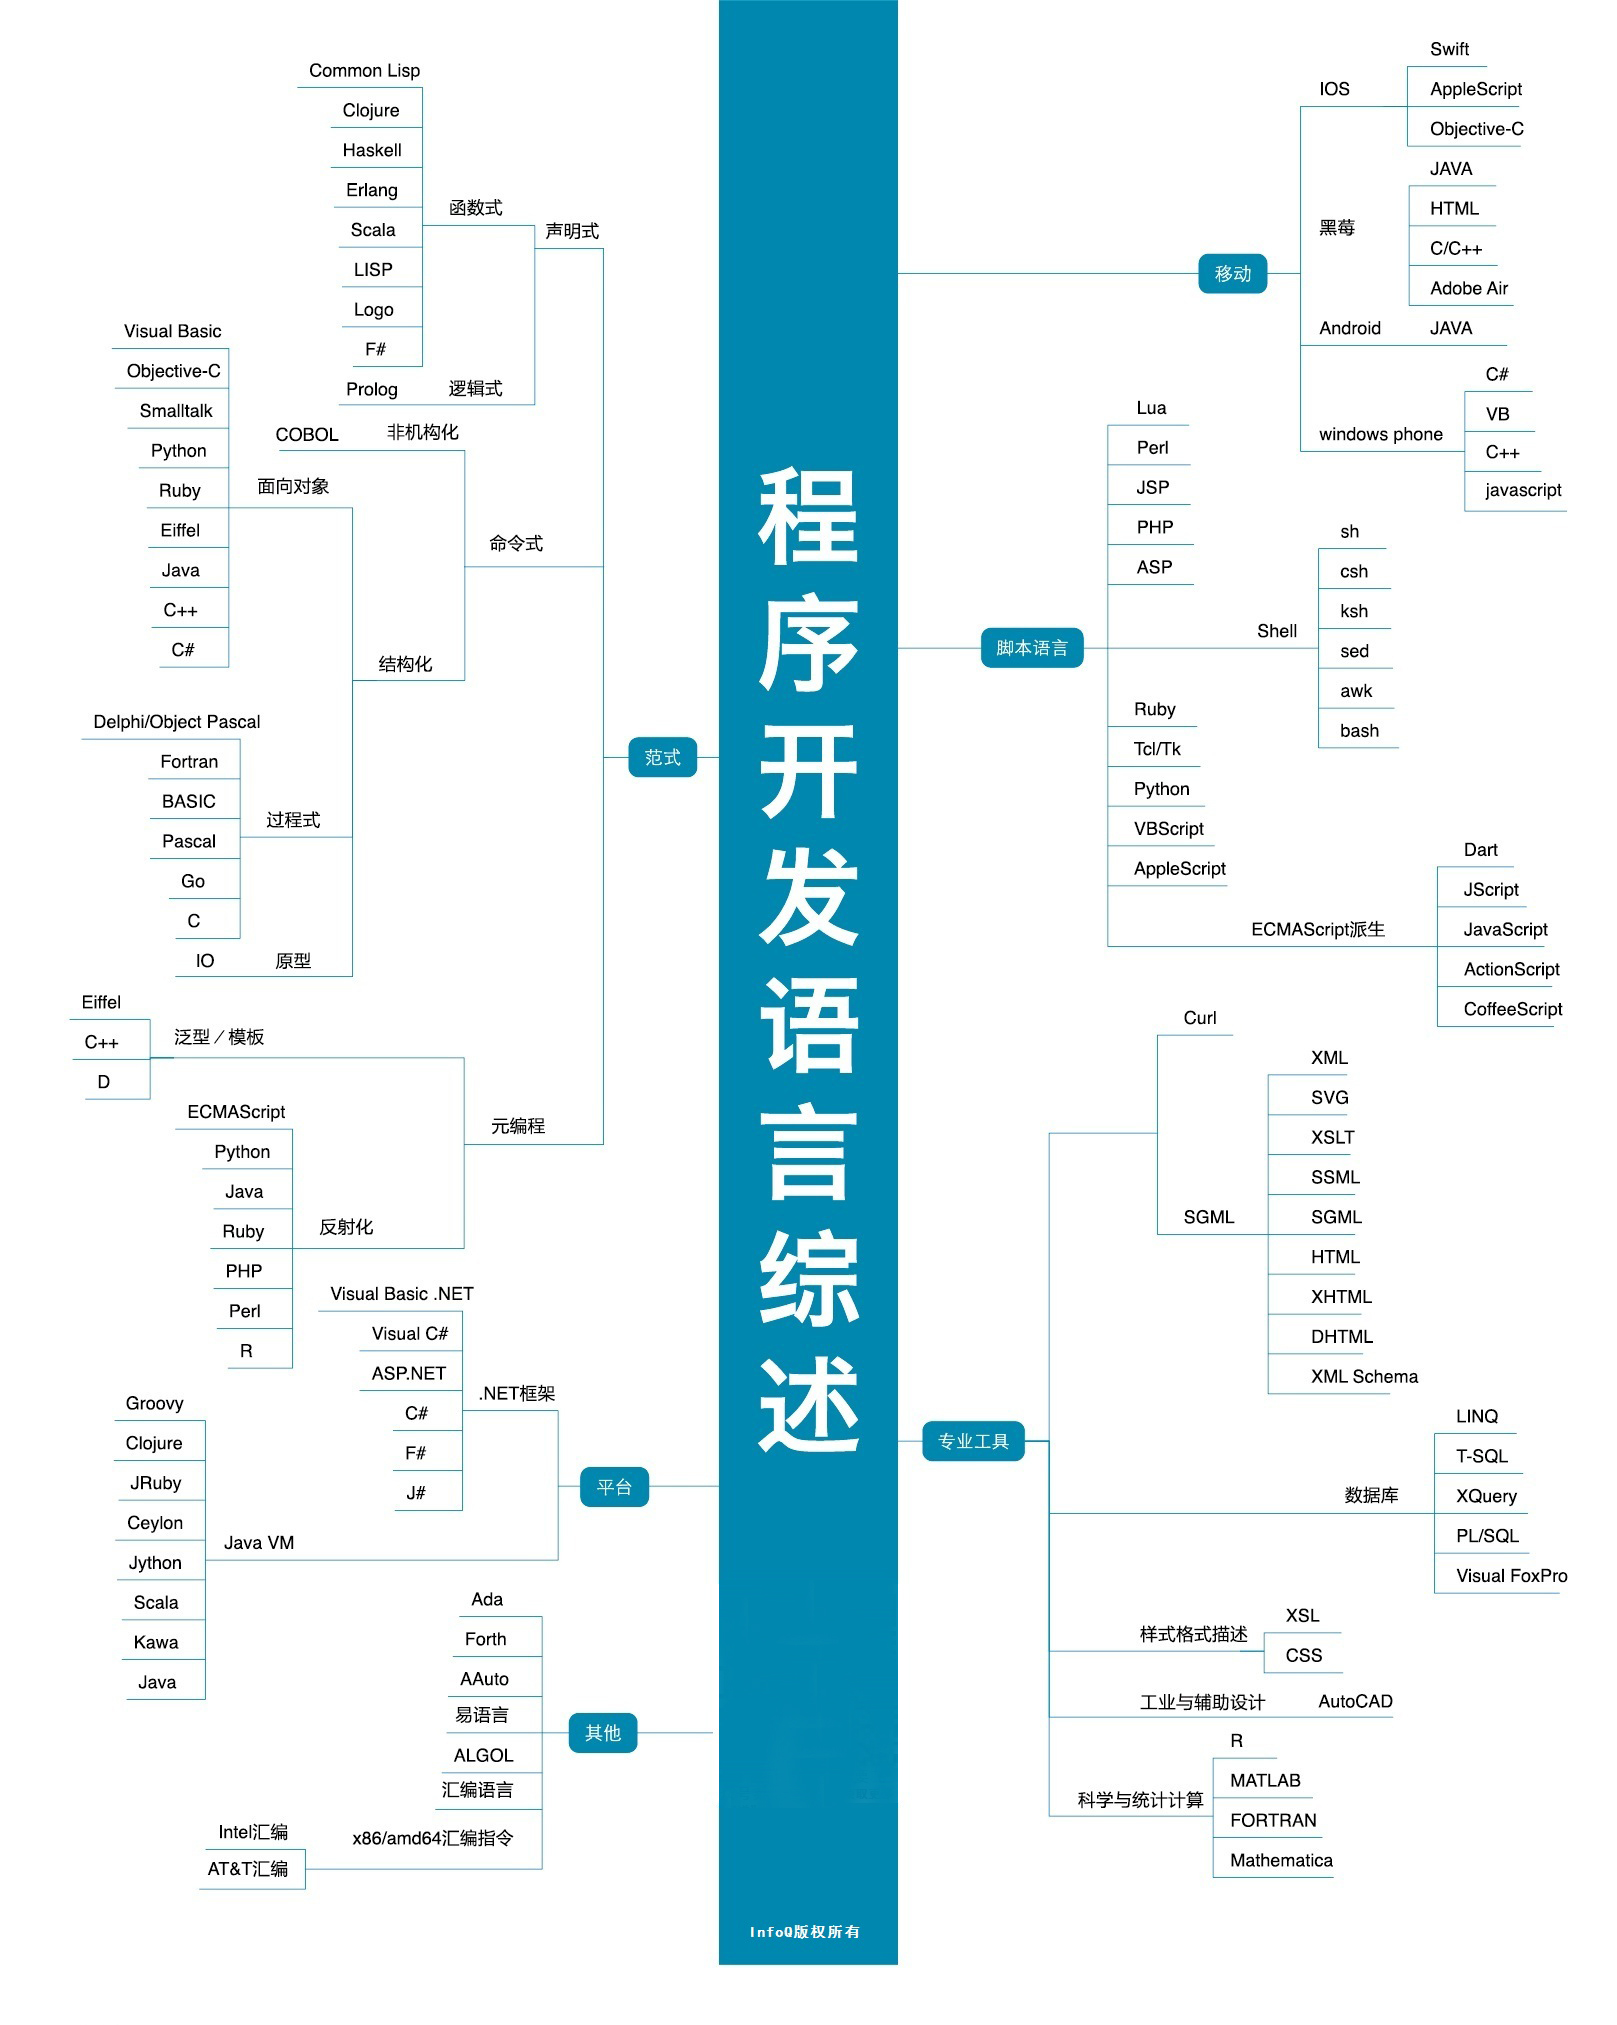 程序开发语言综述
InfoQ版权所有
范式
声明式
函数式
Common Lisp
Clojure
Haskell
Erlang
Scala
LISP
Logo
F#
逻辑式
Prolog
命令式
非机构化
COBOL
结构化
面向对象
Visual Basic
Objective-C
Smalltalk
Python
Ruby
Eiffel
Java
C++
C#
过程式
Delphi/Object Pascal
Fortran
BASIC
Pascal
Go
C
原型
IO
元编程
泛型／模板
Eiffel
C++
D
反射化
ECMAScript
Python
Java
Ruby
PHP
Perl
R
平台
.NET框架
Visual Basic .NET
Visual C#
ASP.NET
C#
F#
J#
Java VM
Groovy
Clojure
JRuby
Ceylon
Jython
Scala
Kawa
Java
其他
Ada
Forth
AAuto
易语言
ALGOL
汇编语言
x86/amd64汇编指令
Intel汇编
AT&T汇编
移动
IOS
Swift
AppleScript
Objective-C
黑莓
JAVA
HTML
C/C++
Adobe Air
Android
JAVA
windows phone
C#
VB
C++
javascript
脚本语言
Lua
Perl
JSP
PHP
ASP
Shell
sh
csh
ksh
sed
awk
bash
Ruby
Tcl/Tk
Python
VBScript
AppleScript
ECMAScript派生
Dart
JScript
JavaScript
ActionScript
CoffeeScript
专业工具
Curl
SGML
XML
SVG
XSLT
SSML
SGML
HTML
XHTML
DHTML
XML Schema
数据库
LINQ
T-SQL
XQuery
PL/SQL
Visual FoxPro
样式格式描述
XSL
CSS
工业与辅助设计
AutoCAD
科学与统计计算
R
MATLAB
FORTRAN
Mathematica